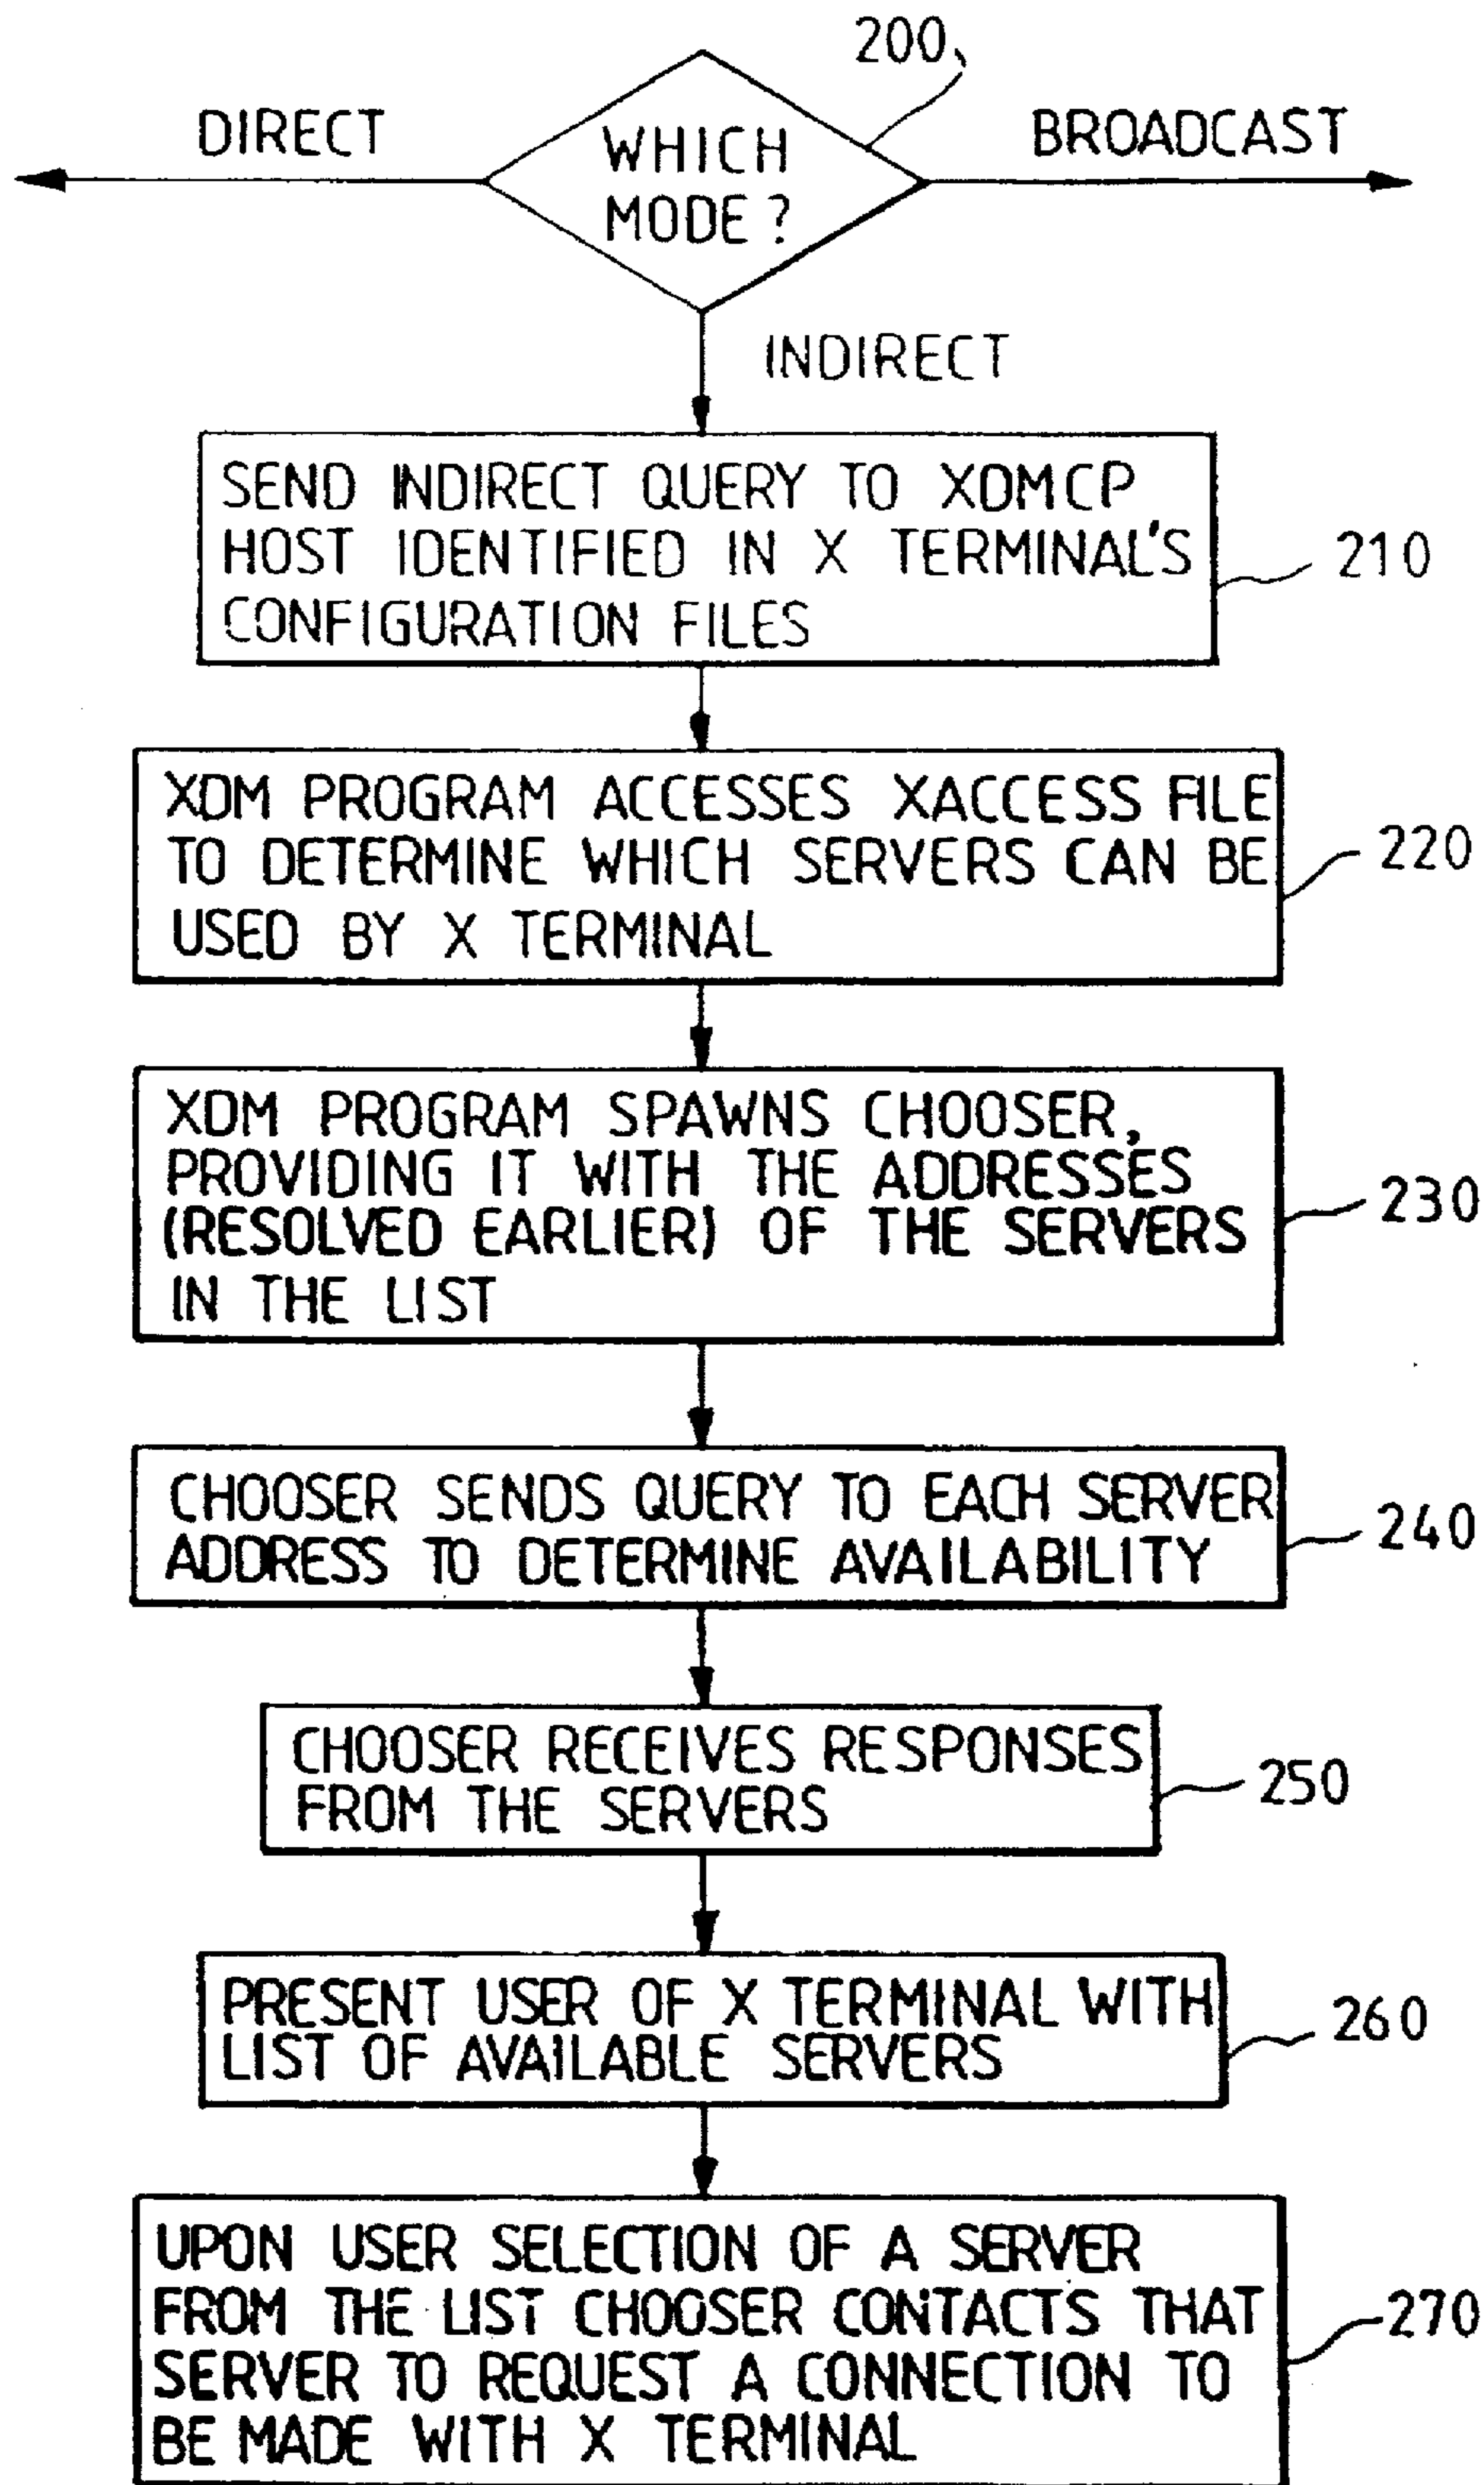 200
DIRECT
WHICH
MODE?
BROADCAST
INDIRECT
SEND INDIRECT QUERY TO XDMCP
HOST IDENTIFIED IN X TERMINAL'S
CONFIGURATION FILES
210
XDM PROGRAM ACCESSES XACCESS FILE
TO DETERMINE WHICH SERVERS CAN BE
USED BY X TERMINAL
220
XDM PROGRAM SPAWNS CHOOSER,
PROVIDING IT WITH THE ADDRESSES
(RESOLVED EARLIER) OF THE SERVERS
IN THE LIST
230
CHOOSER SENDS QUERY TO EACH SERVER
ADDRESS TO DETERMINE AVAILABILITY
240
CHOOSER RECEIVES RESPONSES
FROM THE SERVERS
250
PRESENT USER OF X TERMINAL WITH
LIST OF AVAILABLE SERVERS
260
UPON USER SELECTION OF A SERVER
FROM THE LIST CHOOSER CONTACTS THAT
SERVER TO REQUEST A CONNECTION TO
BE MADE WITH X TERMINAL
270